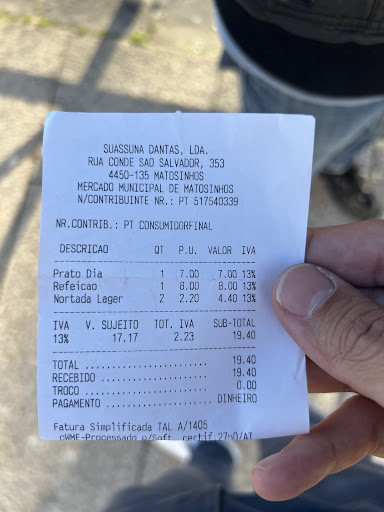 SUASSUNA DANTAS, LDA.
RUA CONDE SAO SALVADOR, 353
4450-135 MATOSINHOS
MERCADO MUNICIPAL DE MATOSINHOS
N/CONTRIBUINTE NR.: PT 517540339
NR.CONTRIB.: PT CONSUMIDORFINAL
DESCRICAO QT P.U. VALOR IVA
Prato Dia 1 7.00 7.00 13%
Refeicao 1 8.00 8.00 13%
Nortada Lager 2 2.20 4.40 13%
IVA V. SUJEITO TOT. IVA SUB-TOTAL
13% 17.17 2.23 19.40
TOTAL ........................ 19.40
RECEBIDO ..................... 19.40
TROCO ........................ 0.00
PAGAMENTO .................... DINHEIRO
Fatura Simplificada TAL A/1405
cWMF-Processado p/Soft. certif.